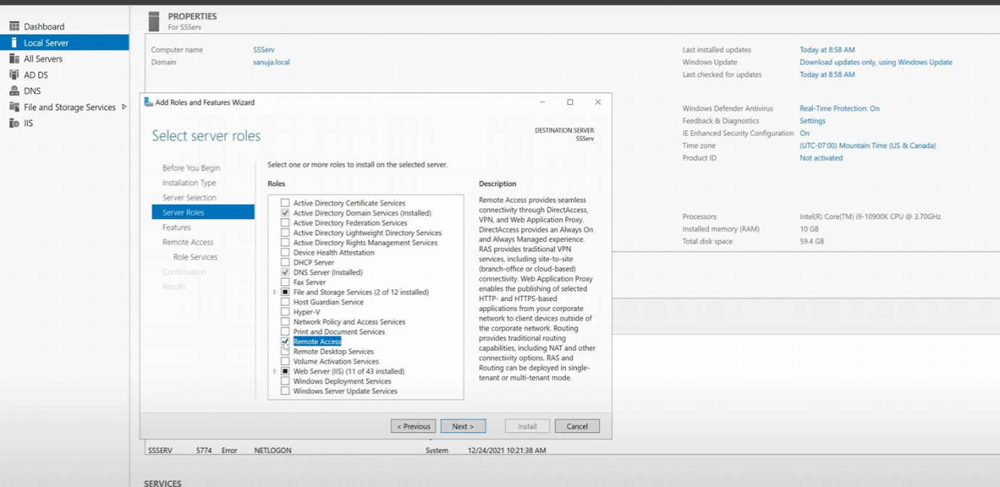 PROPERTIES
For SSServ
Dashboard
Local Server
All Servers
AD DS
DNS
File and Storage Services
IIS
Computer name SSServ
Domain sanuja.local
Last installed updates Today at 8:58 AM
Windows Update Download updates only, using Windows Update
Last checked for updates Today at 8:58 AM
Windows Defender Antivirus Real-Time Protection: On
Feedback & Diagnostics Settings
IE Enhanced Security Configuration On
Time zone (UTC-07:00) Mountain Time (US & Canada)
Product ID Not activated
Processors Intel(R) Core(TM) i9-10900K CPU @ 3.70GHz
Installed memory (RAM) 10 GB
Total disk space 59.4 GB
Add Roles and Features Wizard
Select server roles
DESTINATION SERVER
SSServ
Before You Begin
Installation Type
Server Selection
Server Roles
Features
Remote Access
Role Services
Confirmation
Results
Select one or more roles to install on the selected server.
Roles
Active Directory Certificate Services
Active Directory Domain Services (Installed)
Active Directory Federation Services
Active Directory Lightweight Directory Services
Active Directory Rights Management Services
Device Health Attestation
DHCP Server
DNS Server (Installed)
Fax Server
File and Storage Services (2 of 12 installed)
Host Guardian Service
Hyper-V
Network Policy and Access Services
Print and Document Services
Remote Access
Remote Desktop Services
Volume Activation Services
Web Server (IIS) (11 of 43 installed)
Windows Deployment Services
Windows Server Update Services
Description
Remote Access provides seamless
connectivity through DirectAccess,
VPN, and Web Application Proxy.
DirectAccess provides an Always On
and Always Managed experience.
RAS provides traditional VPN
services, including site-to-site
(branch-office or cloud-based)
connectivity. Web Application Proxy
enables the publishing of selected
HTTP- and HTTPS-based
applications from your corporate
network to client devices outside of
the corporate network. Routing
provides traditional routing
capabilities, including NAT and other
connectivity options. RAS and
Routing can be deployed in single-
tenant or multi-tenant mode.
< Previous Next > Install Cancel
SSSERV 5774 Error NETLOGON System 12/24/2021 10:21:38 AM
SERVICES